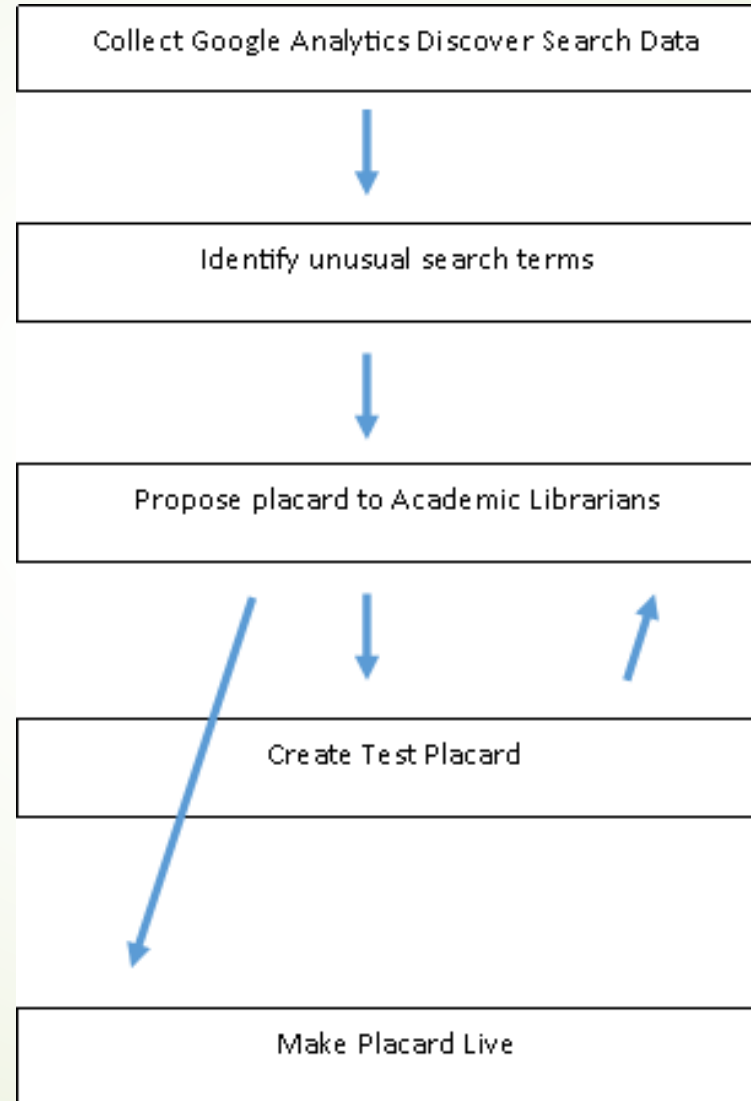 Collect Google Analytics Discover Search Data
Identify unusual search terms
Propose placard to Academic Librarians
Create Test Placard
Make Placard Live